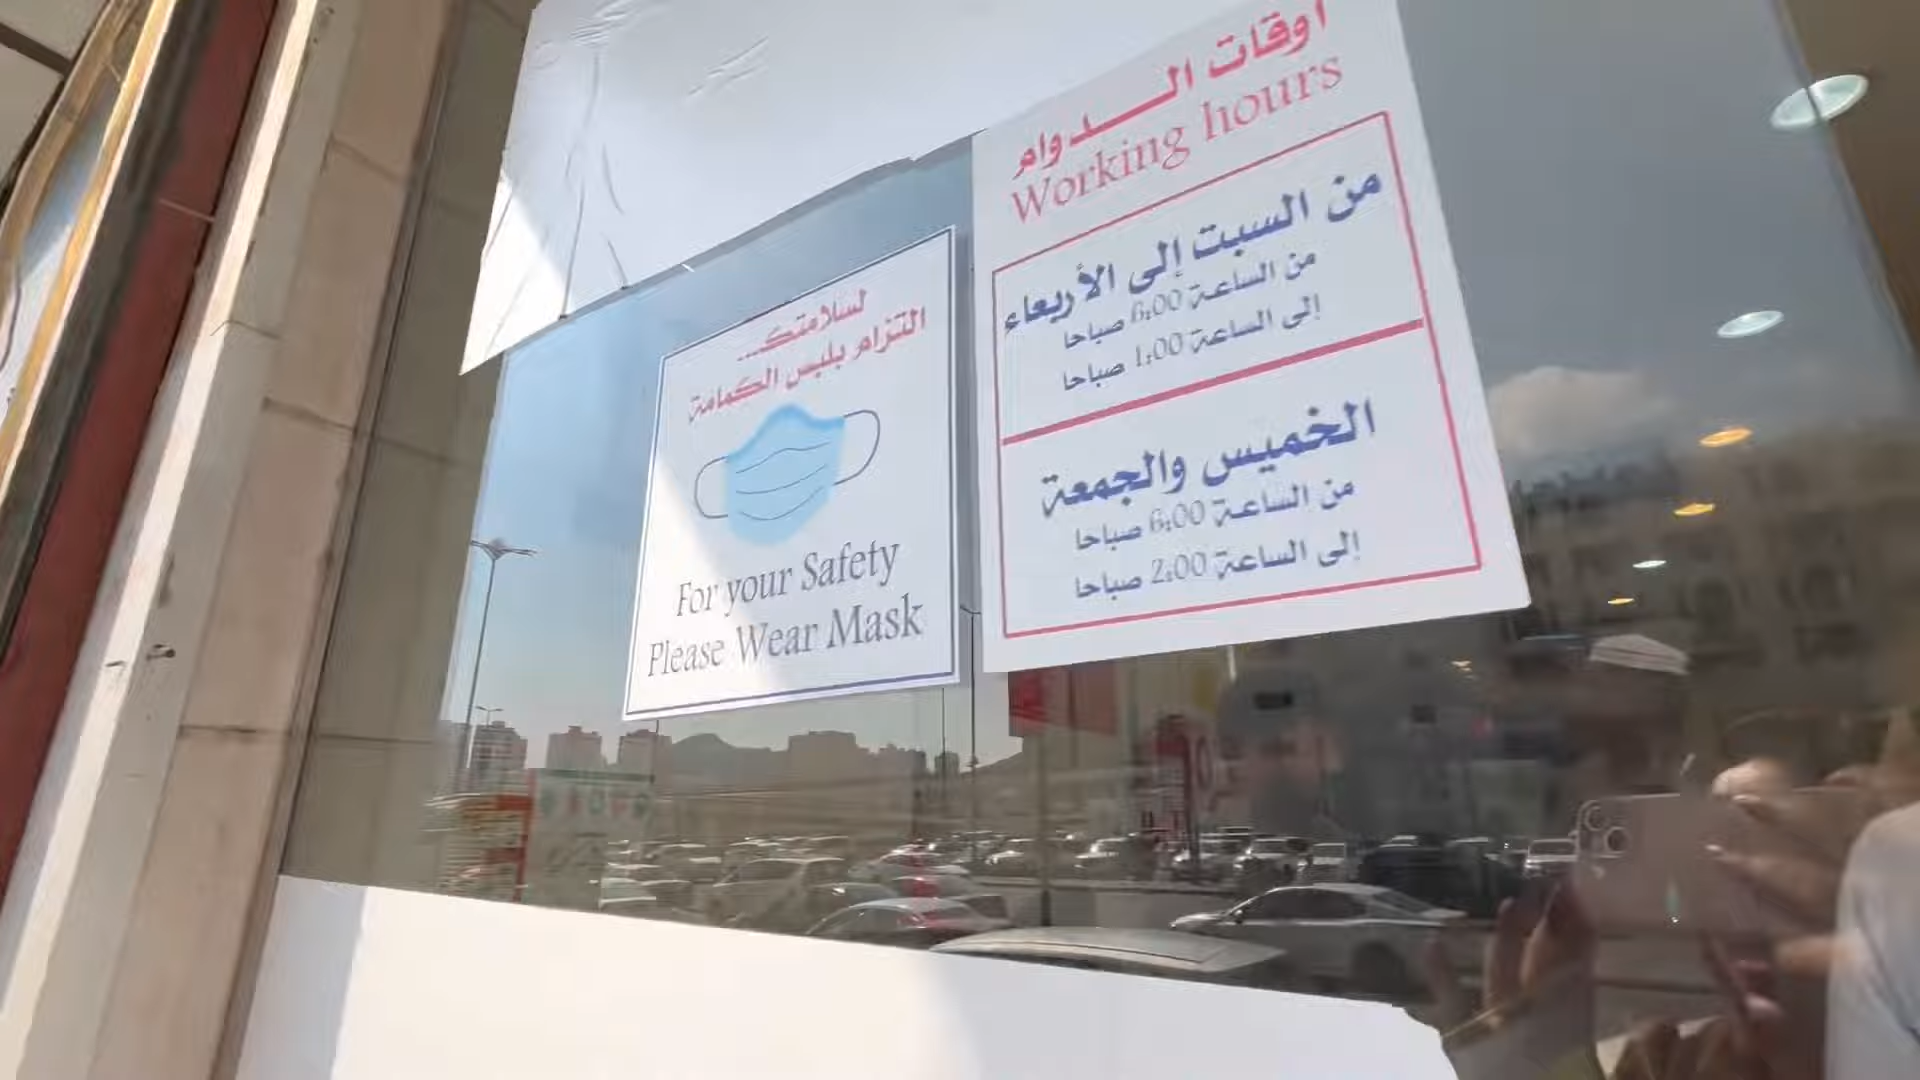 لسلامتك...
التزام بلبس الكمامة
For your Safety
Please Wear Mask
اوقات الـــدوام
Working hours
من السبت إلى الأربعاء
من الساعة 6:00 صباحا
إلى الساعة 1:00 صباحا
الخميس والجمعة
من الساعة 6:00 صباحا
إلى الساعة 2:00 صباحا